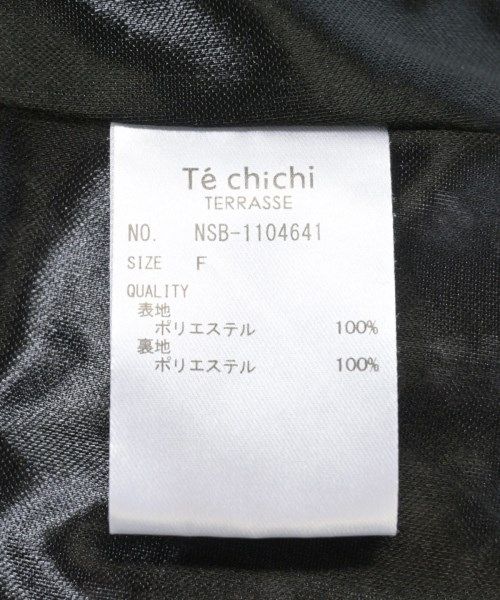 Té chichi
TERRASSE
NO. NSB-1104641
SIZE F
QUALITY
表地
ポリエステル 100%
裏地
ポリエステル 100%